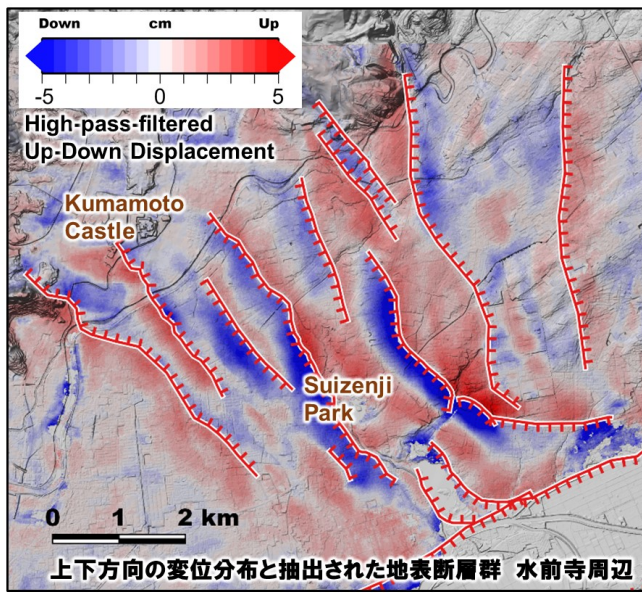 Down cm Up
-5 0 5
High-pass-filtered
Up-Down Displacement
Kumamoto
Castle
Suizenji
Park
0 1 2 km
上下方向の変位分布と抽出された地表断層群 水前寺周辺